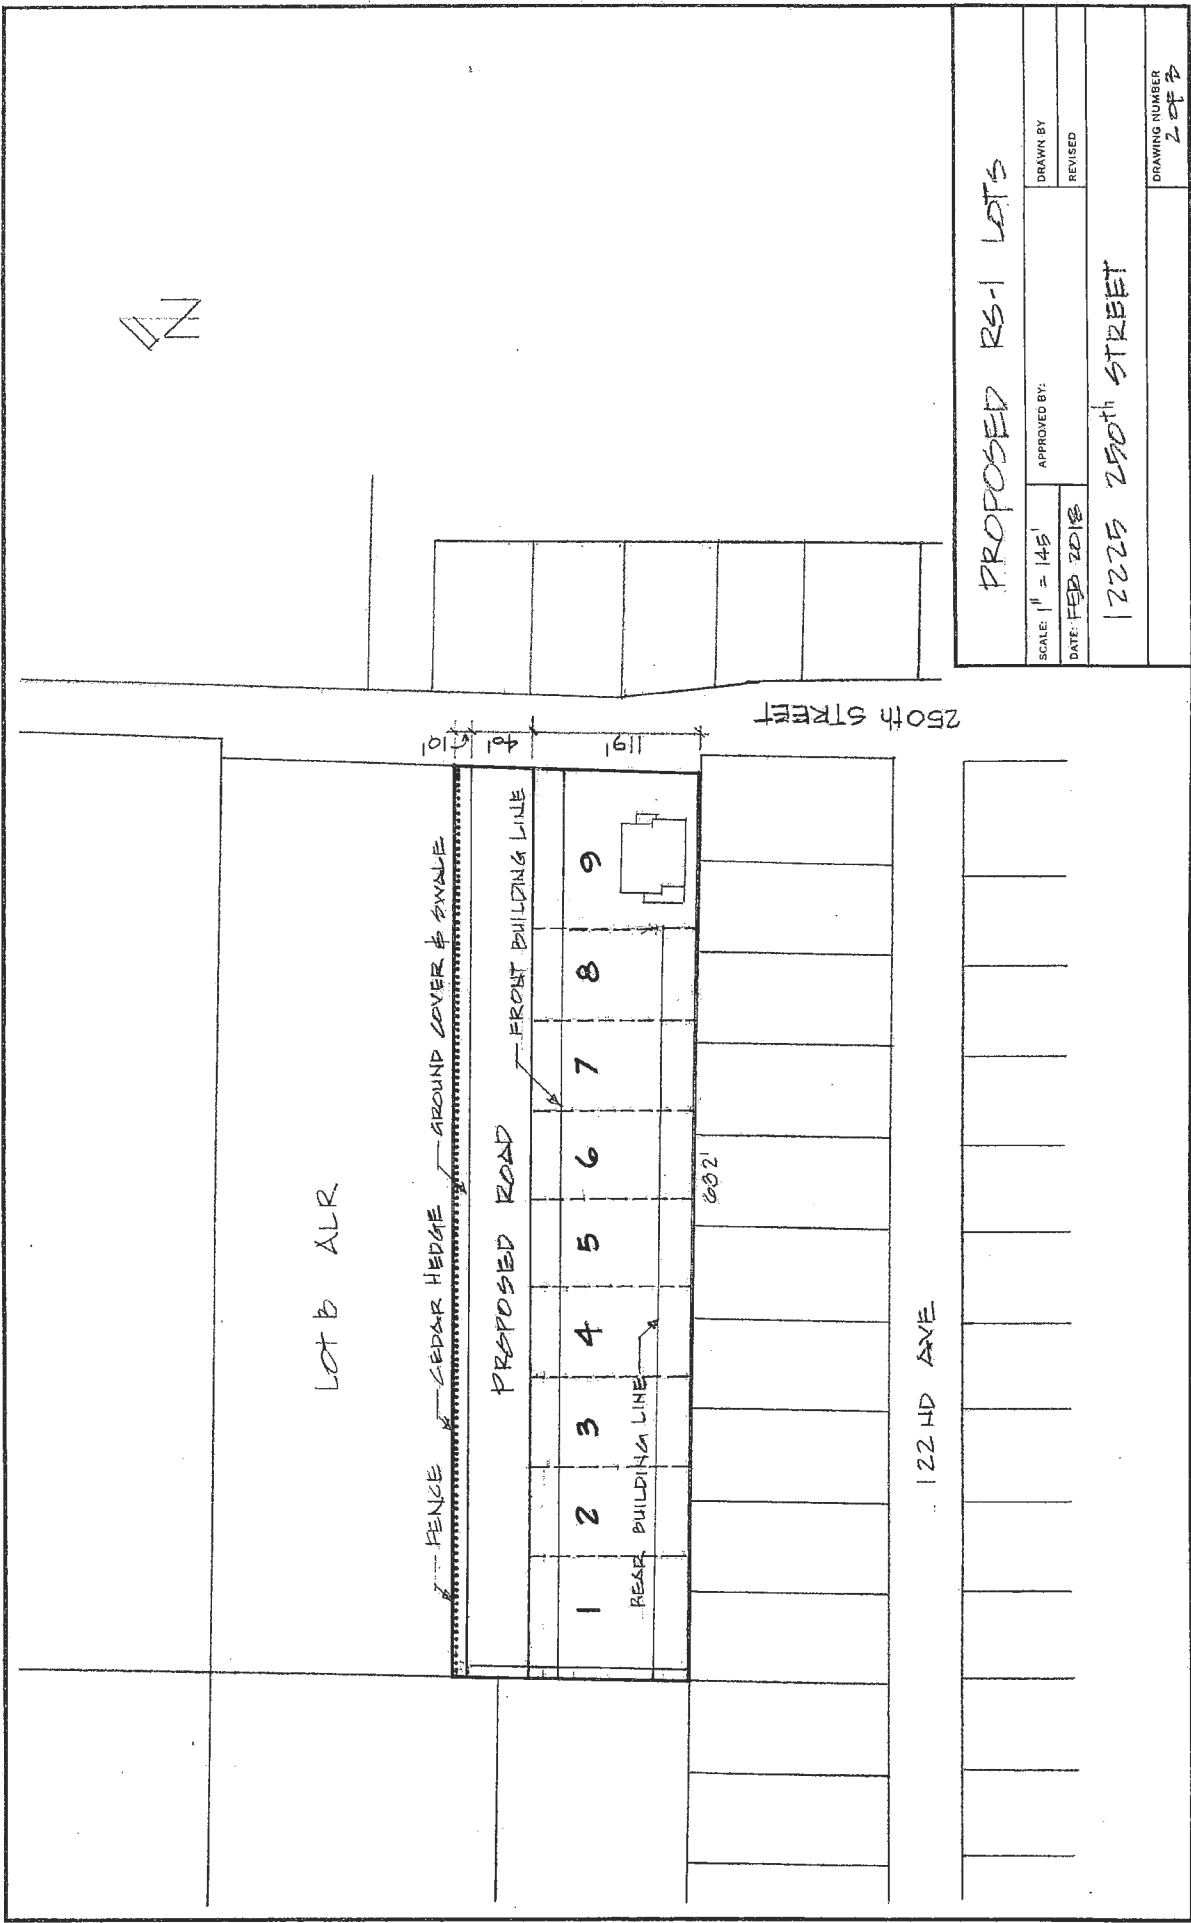 LOT B ALR
FENCE
CEDAR HEDGE
GROUND COVER & SWALE
10'
40'
119'
PROPOSED ROAD
FRONT BUILDING LINE
1
2
3
4
5
6
7
8
9
REAR BUILDING LINE
632'
250th STREET
122 ND AVE
N
PROPOSED RS-1 LOTS
SCALE: 1" = 145'
APPROVED BY:
DRAWN BY
DATE: FEB 2018
REVISED
12225 250th STREET
DRAWING NUMBER
2 OF 3